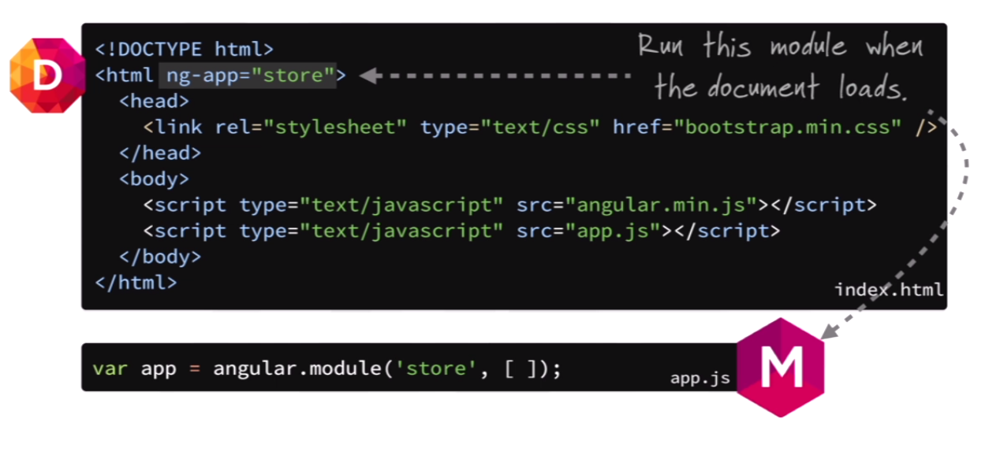 D
<!DOCTYPE html>
<html ng-app="store">
Run this module when
the document loads.
<head>
<link rel="stylesheet" type="text/css" href="bootstrap.min.css" />
</head>
<body>
<script type="text/javascript" src="angular.min.js"></script>
<script type="text/javascript" src="app.js"></script>
</body>
</html>
index.html
var app = angular.module('store', [ ]);
app.js
M